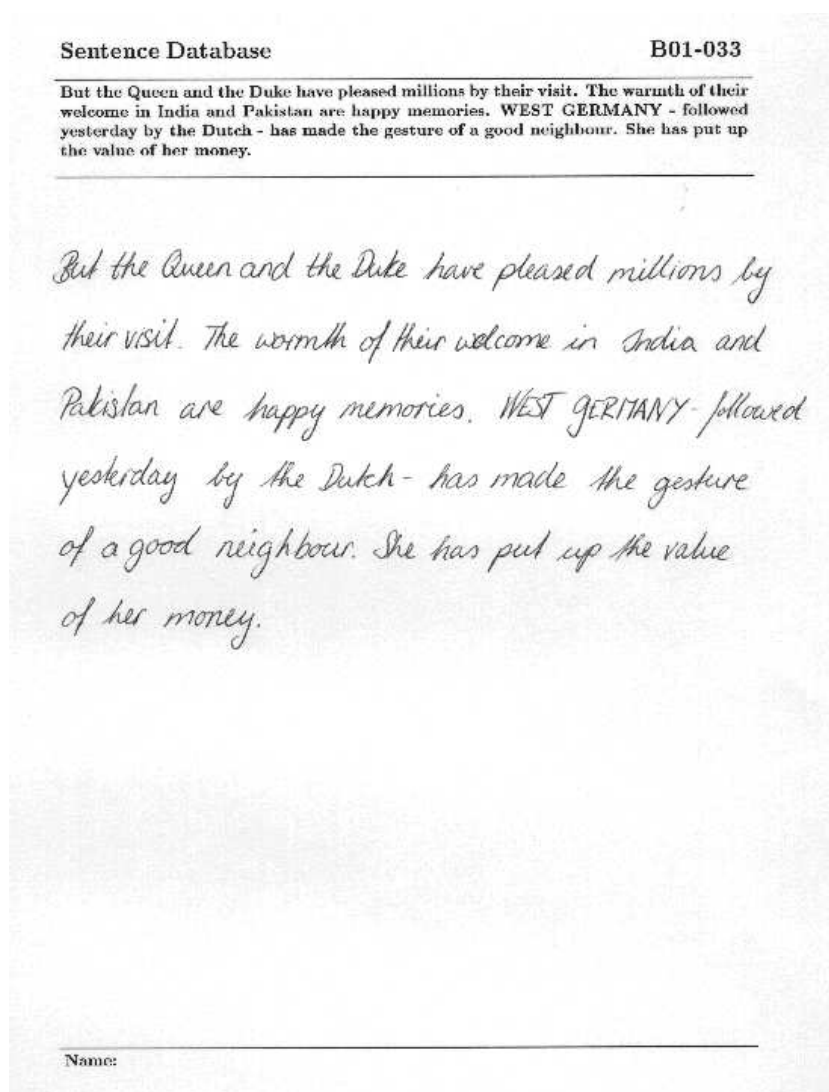 Sentence Database B01-033
But the Queen and the Duke have pleased millions by their visit. The warmth of their
welcome in India and Pakistan are happy memories. WEST GERMANY - followed
yesterday by the Dutch - has made the gesture of a good neighbour. She has put up
the value of her money.
But the Queen and the Duke have pleased millions by
their visit. The warmth of their welcome in India and
Pakistan are happy memories. WEST GERMANY - followed
yesterday by the Dutch - has made the gesture
of a good neighbour. She has put up the value
of her money.
Name: